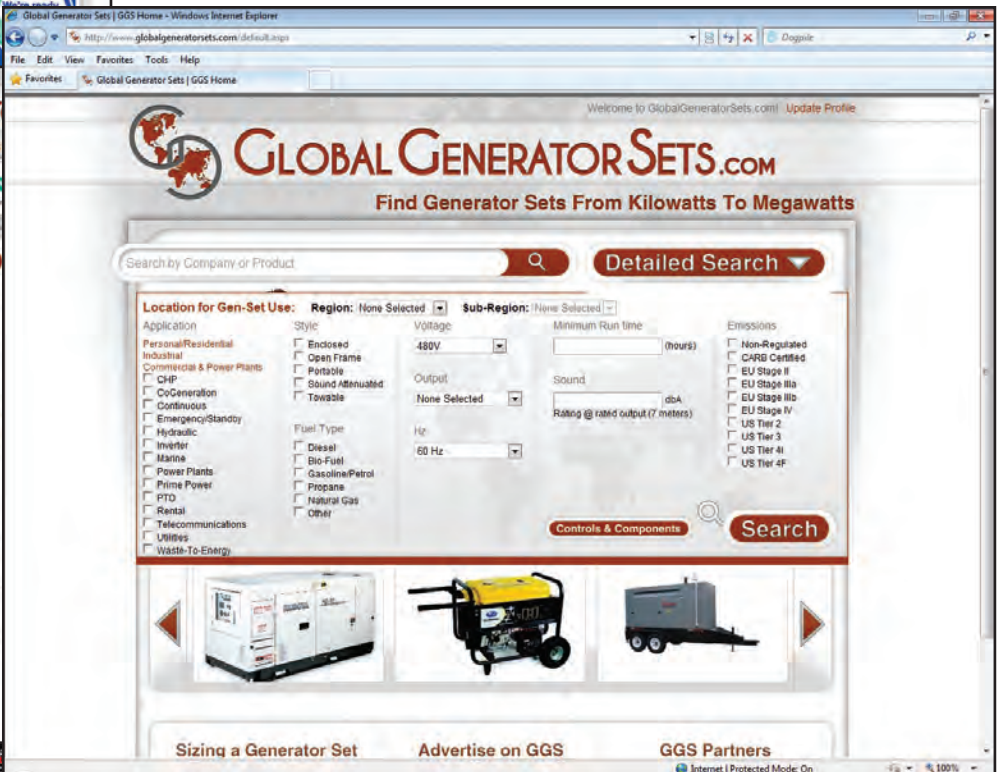 We're ready
Global Generator Sets | GGS Home - Windows Internet Explorer
http://www.globalgeneratorsets.com/default.aspx
Dogpile
File Edit View Favorites Tools Help
Favorites
Global Generator Sets | GGS Home
Welcome to GlobalGeneratorSets.com! Update Profile
GLOBAL GENERATOR SETS.COM
Find Generator Sets From Kilowatts To Megawatts
Search by Company or Product
Detailed Search
Location for Gen-Set Use: Region: None Selected Sub-Region: None Selected
Application
Personal/Residential
Industrial
Commercial & Power Plants
CHP
CoGeneration
Continuous
Emergency/Standby
Hydraulic
Inverter
Marine
Power Plants
Prime Power
PTO
Rental
Telecommunications
Utilities
Waste-To-Energy
Style
Enclosed
Open Frame
Portable
Sound Attenuated
Towable
Fuel Type
Diesel
Bio-Fuel
Gasoline/Petrol
Propane
Natural Gas
Other
Voltage
480V
Output
None Selected
Hz
60 Hz
Minimum Run time
(hours)
Sound
dbA
Rating @ rated output (7 meters)
Emissions
Non-Regulated
CARB Certified
EU Stage II
EU Stage IIIa
EU Stage IIIb
EU Stage IV
US Tier 2
US Tier 3
US Tier 4i
US Tier 4F
Controls & Components
Search
Sizing a Generator Set
Advertise on GGS
GGS Partners
Internet | Protected Mode: On
100%